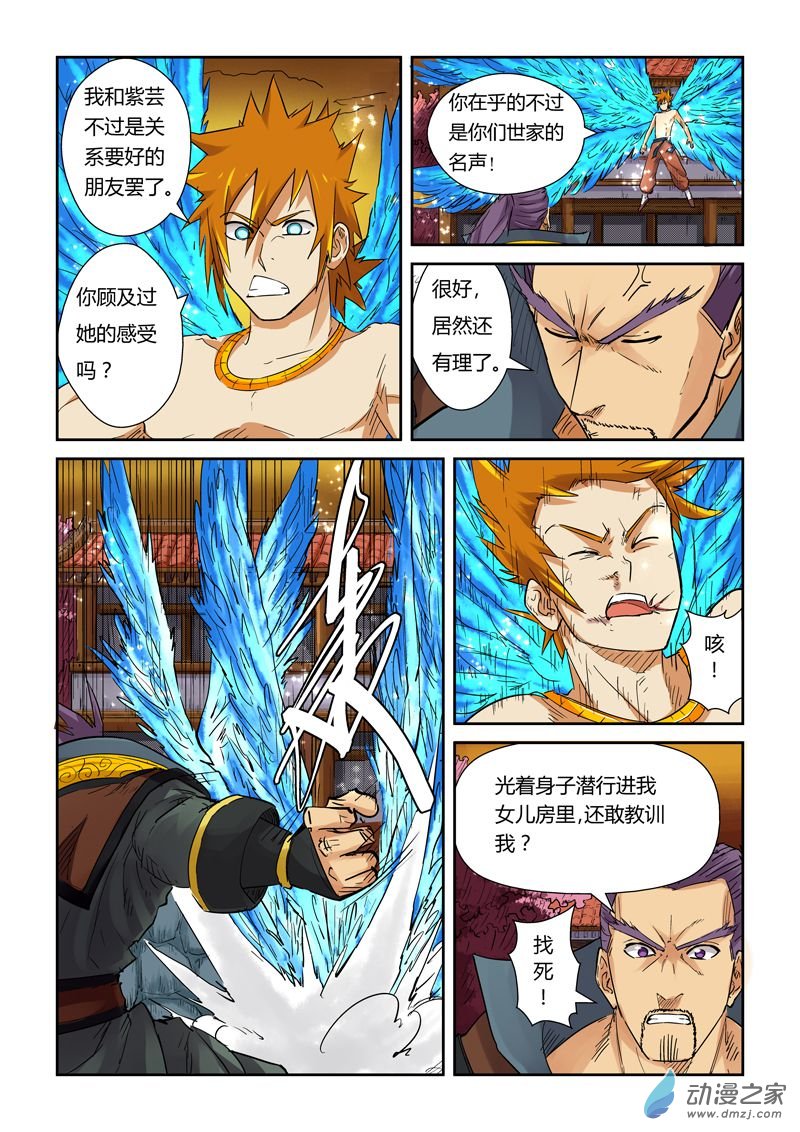 我和紫芸
不过是关
系要好的
朋友罢了。
你顾及过
她的感受
吗？
你在乎的不过
是你们世家的
名声！
很好，
居然还
有理了。
咳！
光着身子潜行进我
女儿房里，还敢教训
我？
找死！
动漫之家
www.dmzj.com